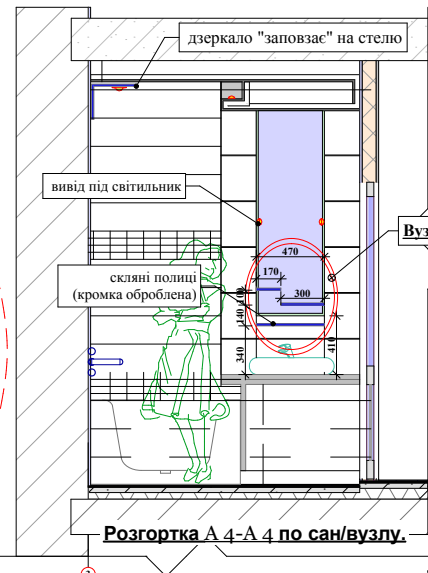 дзеркало "заповзає" на стелю
вивід під світильник
Вуз
скляні полиці
(кромка оброблена)
470
170
300
100
140
340
410
Розгортка А 4-А 4 по сан/вузлу.